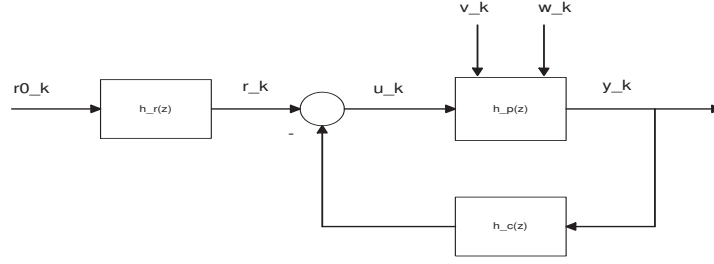 v_k w_k
r0_k r_k u_k y_k
h_r(z) h_p(z)
-
h_c(z)